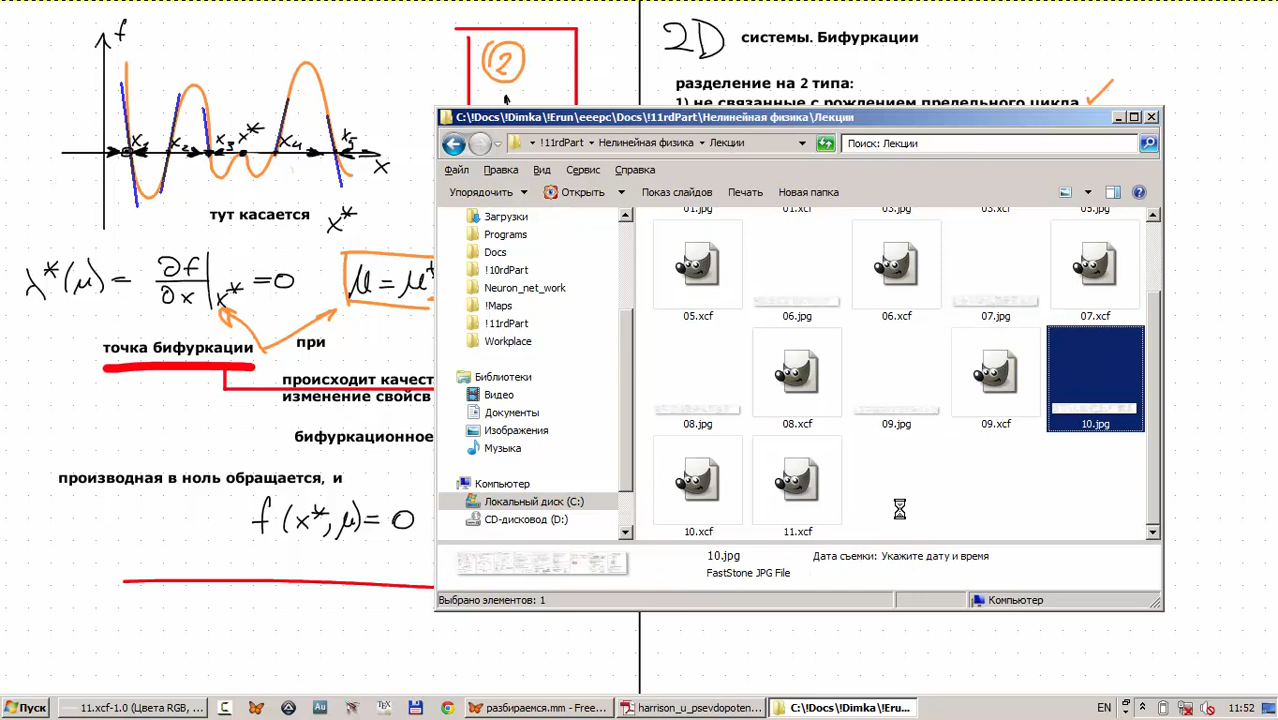 f
x₁
x₂
x₃
x*
x₄
x₅
x
тут касается
x*
λ*(μ) = ∂f/∂x |x* = 0
μ = μ*
точка бифуркации
при
происходит качест
изменение свойсв
бифуркационное
производная в ноль обращается, и
f (x*, μ) = 0
12
2D системы. Бифуркации
разделение на 2 типа:
1) не связанные с рождением предельного цикла
C:\!Docs\!Dimka\!Erun\eeepc\Docs\!11rdPart\Нелинейная физика\Лекции
!11rdPart
Нелинейная физика
Лекции
Поиск: Лекции
Файл
Правка
Вид
Сервис
Справка
Упорядочить
Открыть
Показ слайдов
Печать
Новая папка
Загрузки
Programs
Docs
!10rdPart
Neuron_net_work
!Maps
!11rdPart
Workplace
Библиотеки
Видео
Документы
Изображения
Музыка
Компьютер
Локальный диск (C:)
CD-дисковод (D:)
01.jpg
01.xcf
03.jpg
03.xcf
05.jpg
05.xcf
06.jpg
06.xcf
07.jpg
07.xcf
08.jpg
08.xcf
09.jpg
09.xcf
10.jpg
10.xcf
11.xcf
10.jpg
Дата съемки: Укажите дату и время
FastStone JPG File
Выбрано элементов: 1
Компьютер
Пуск
11.xcf-1.0 (Цвета RGB, ...
разбираемся.mm - Free...
harrison_u_psevdopoten...
C:\!Docs\!Dimka\!Eru...
EN
11:52